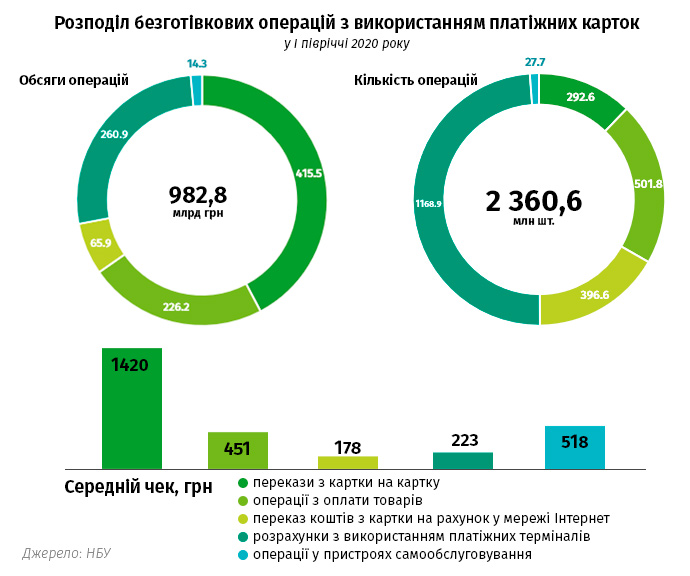 Розподіл безготівкових операцій з використанням платіжних карток
у І півріччі 2020 року
Обсяги операцій
14.3
260.9
415.5
982,8
млрд грн
65.9
226.2
Кількість операцій
27.7
292.6
501.8
1168.9
2 360,6
млн шт.
396.6
1420
451
178
223
518
Середній чек, грн
перекази з картки на картку
операції з оплати товарів
переказ коштів з картки на рахунок у мережі Інтернет
розрахунки з використанням платіжних терміналів
операції у пристроях самообслуговування
Джерело: НБУ